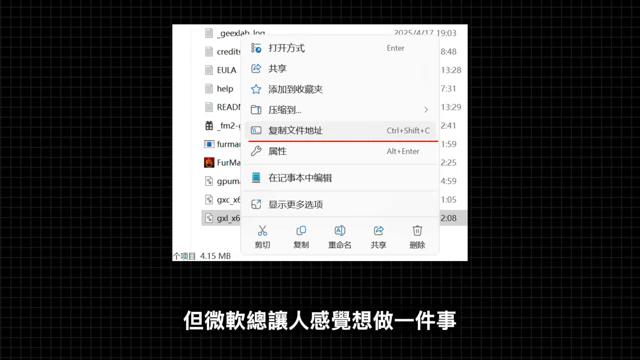 _geexlab_log
2025/4/17 19:03
打开方式 Enter
credits
8:48
共享
EULA
13:28
help
添加到收藏夹
7:31
压缩到...
READM
13:29
复制文件地址 Ctrl+Shift+C
_fm2-g
2:41
furmar
属性 Alt+Enter
1:59
FurMa
2:25
在记事本中编辑
gpuma
4:59
gxc_x6
1:05
显示更多选项
gxl_x6
2:08
剪切 复制 重命名 共享 删除
个项目 4.15 MB
但微軟總讓人感覺想做一件事